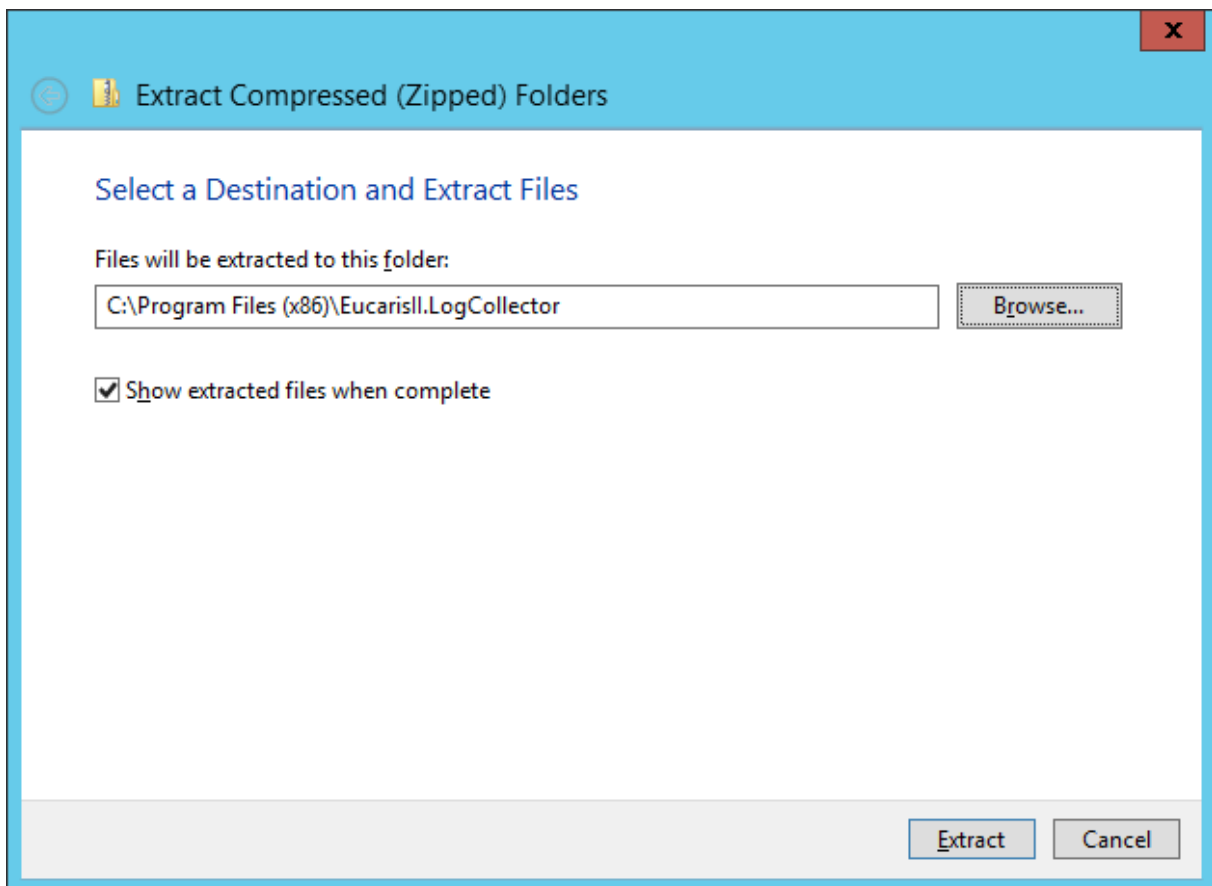 x
Extract Compressed (Zipped) Folders
Select a Destination and Extract Files
Files will be extracted to this folder:
C:\Program Files (x86)\EucarisII.LogCollector
Browse...
Show extracted files when complete
Extract
Cancel